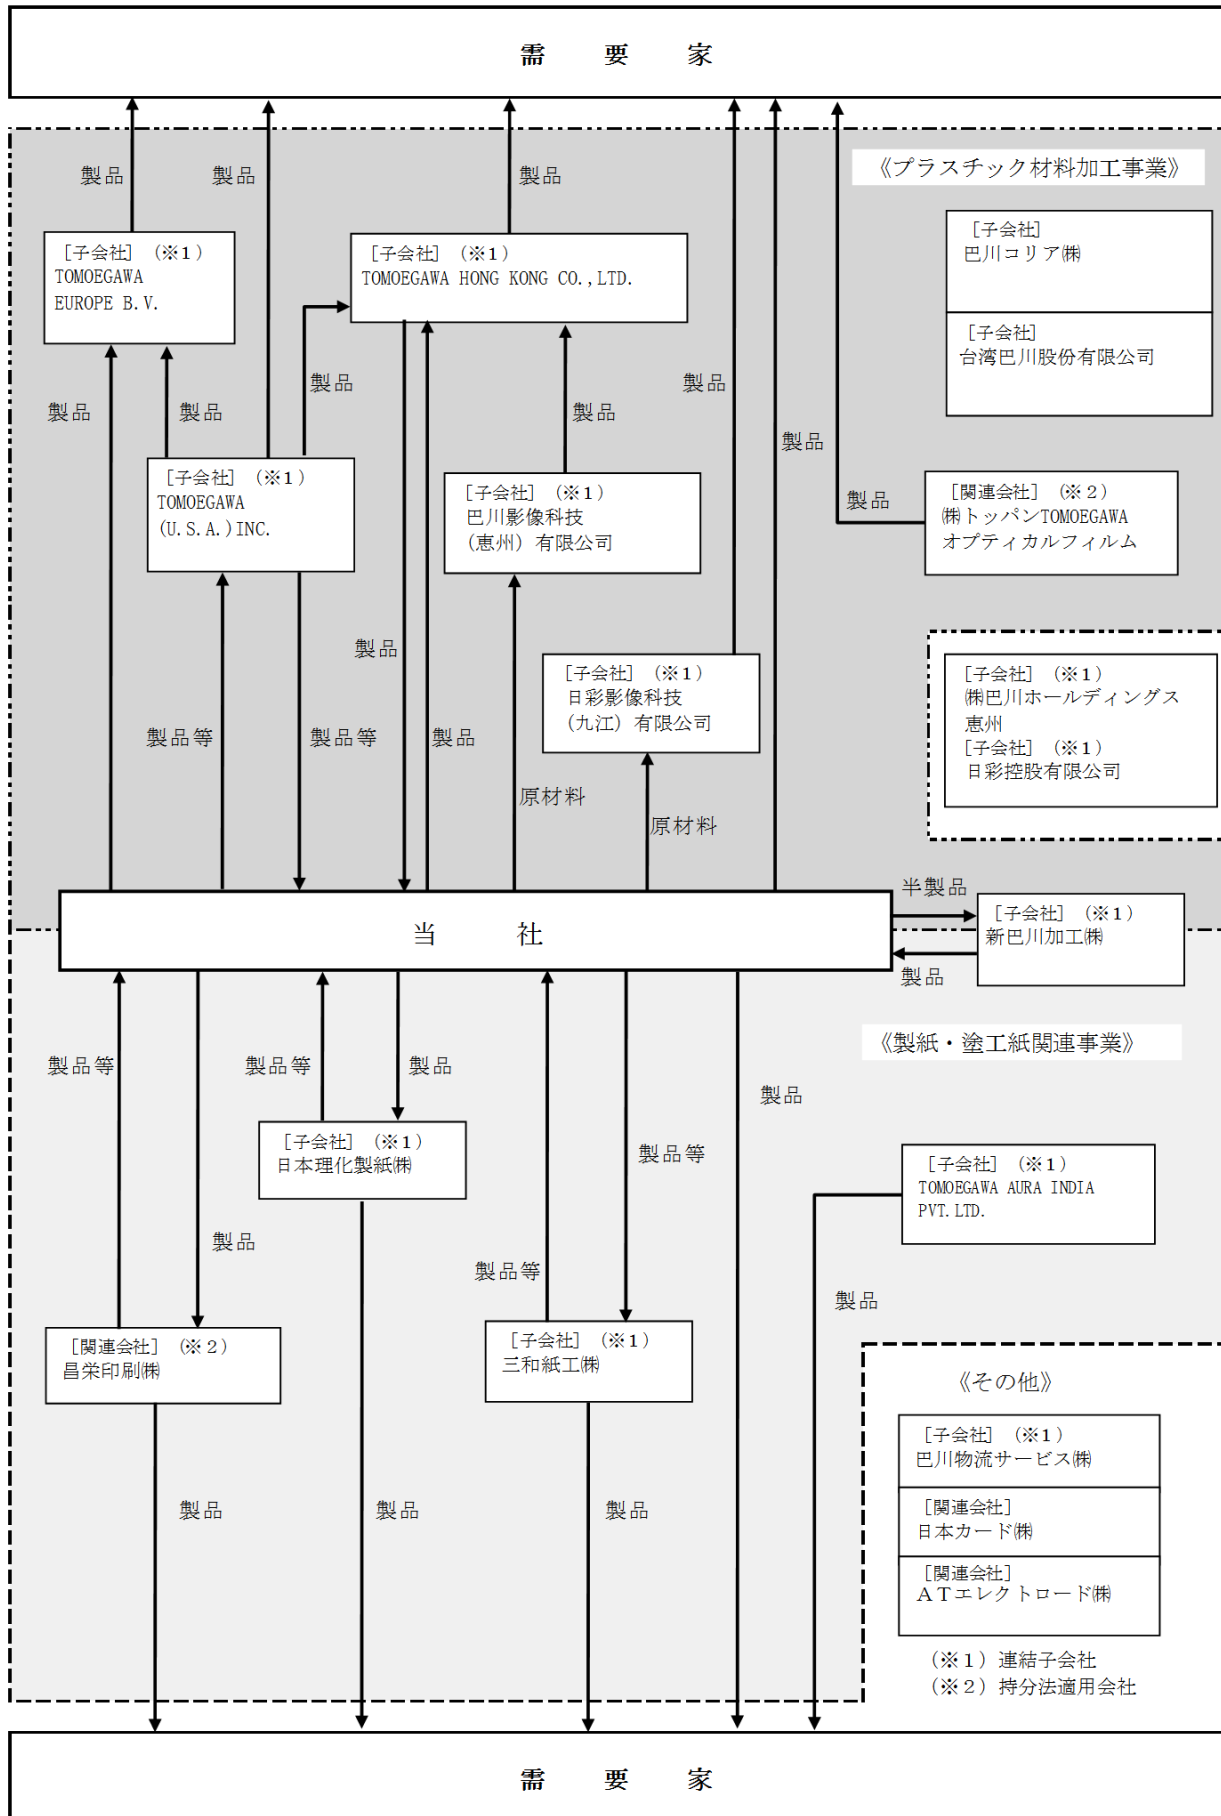 需　要　家
《プラスチック材料加工事業》
製品
製品
製品
［子会社］（※1）
TOMOEGAWA
EUROPE B.V.
［子会社］（※1）
TOMOEGAWA HONG KONG CO.,LTD.
［子会社］
巴川コリア㈱
［子会社］
台湾巴川股份有限公司
製品
製品
製品
製品
製品
製品
［子会社］（※1）
TOMOEGAWA
(U.S.A.)INC.
［子会社］（※1）
巴川影像科技
（恵州）有限公司
製品
［関連会社］（※２）
㈱トッパンTOMOEGAWA
オプティカルフィルム
製品
［子会社］（※1）
日彩影像科技
（九江）有限公司
［子会社］（※1）
㈱巴川ホールディングス
恵州
［子会社］（※1）
日彩控股有限公司
製品等
製品等
製品
原材料
原材料
当　社
半製品
［子会社］（※1）
新巴川加工㈱
製品
《製紙・塗工紙関連事業》
製品等
製品等
製品
製品
［子会社］（※1）
日本理化製紙㈱
製品等
［子会社］（※1）
TOMOEGAWA AURA INDIA
PVT.LTD.
製品
製品等
製品
［関連会社］（※２）
昌栄印刷㈱
［子会社］（※1）
三和紙工㈱
《その他》
［子会社］（※1）
巴川物流サービス㈱
［関連会社］
日本カード㈱
［関連会社］
ＡＴエレクトロード㈱
製品
製品
製品
（※1）連結子会社
（※２）持分法適用会社
需　要　家